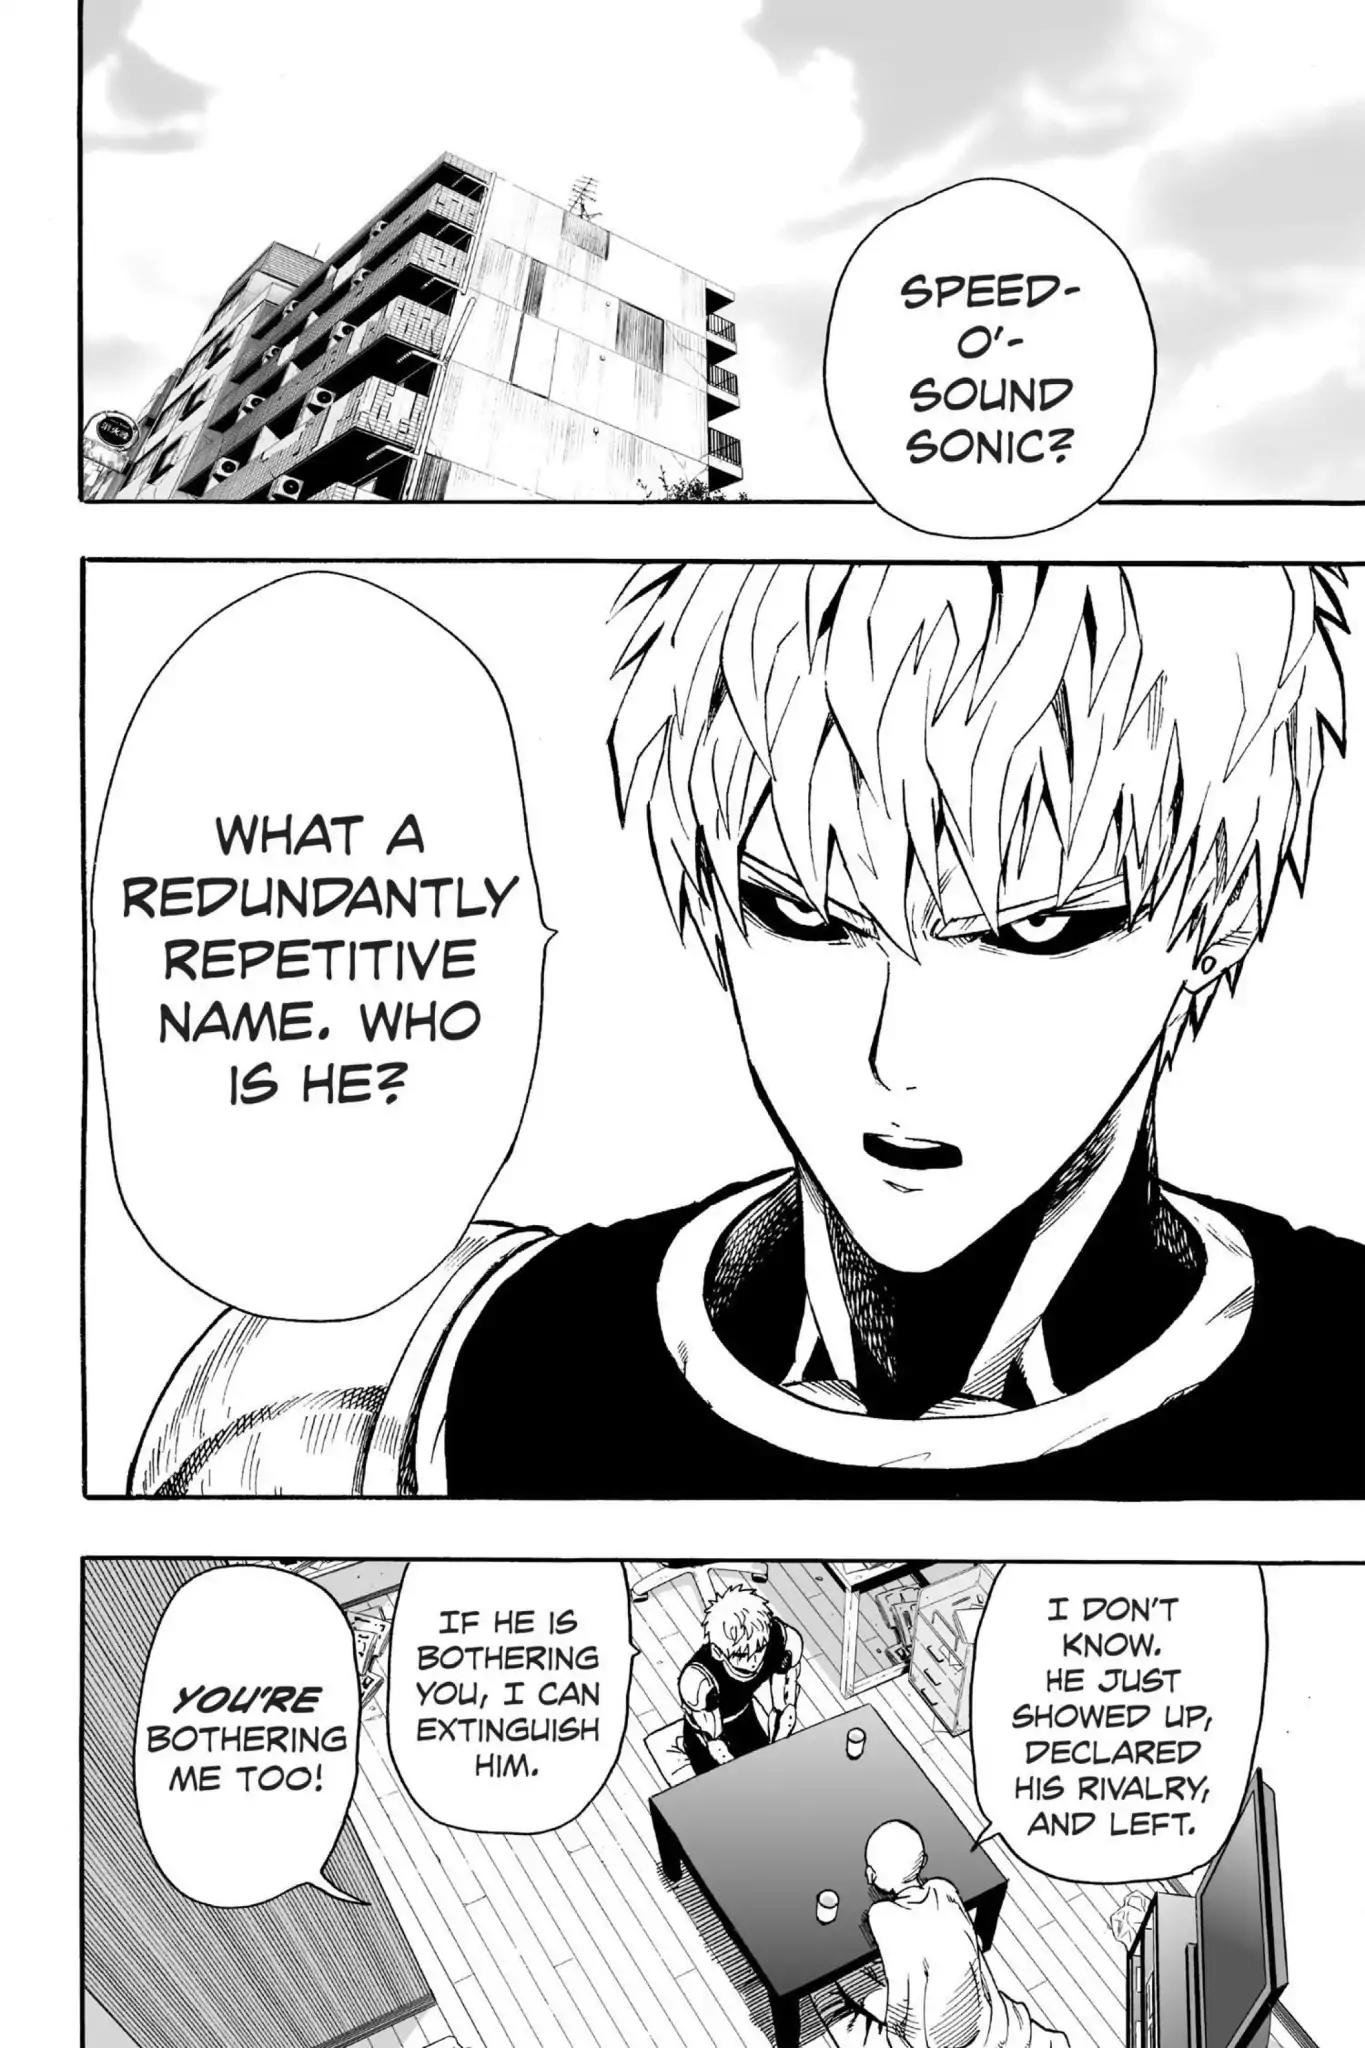 SPEED-
O'-
SOUND
SONIC?
WHAT A
REDUNDANTLY
REPETITIVE
NAME. WHO
IS HE?
I DON'T
KNOW.
HE JUST
SHOWED UP,
DECLARED
HIS RIVALRY,
AND LEFT.
IF HE IS
BOTHERING
YOU, I CAN
EXTINGUISH
HIM.
YOU'RE
BOTHERING
ME TOO!